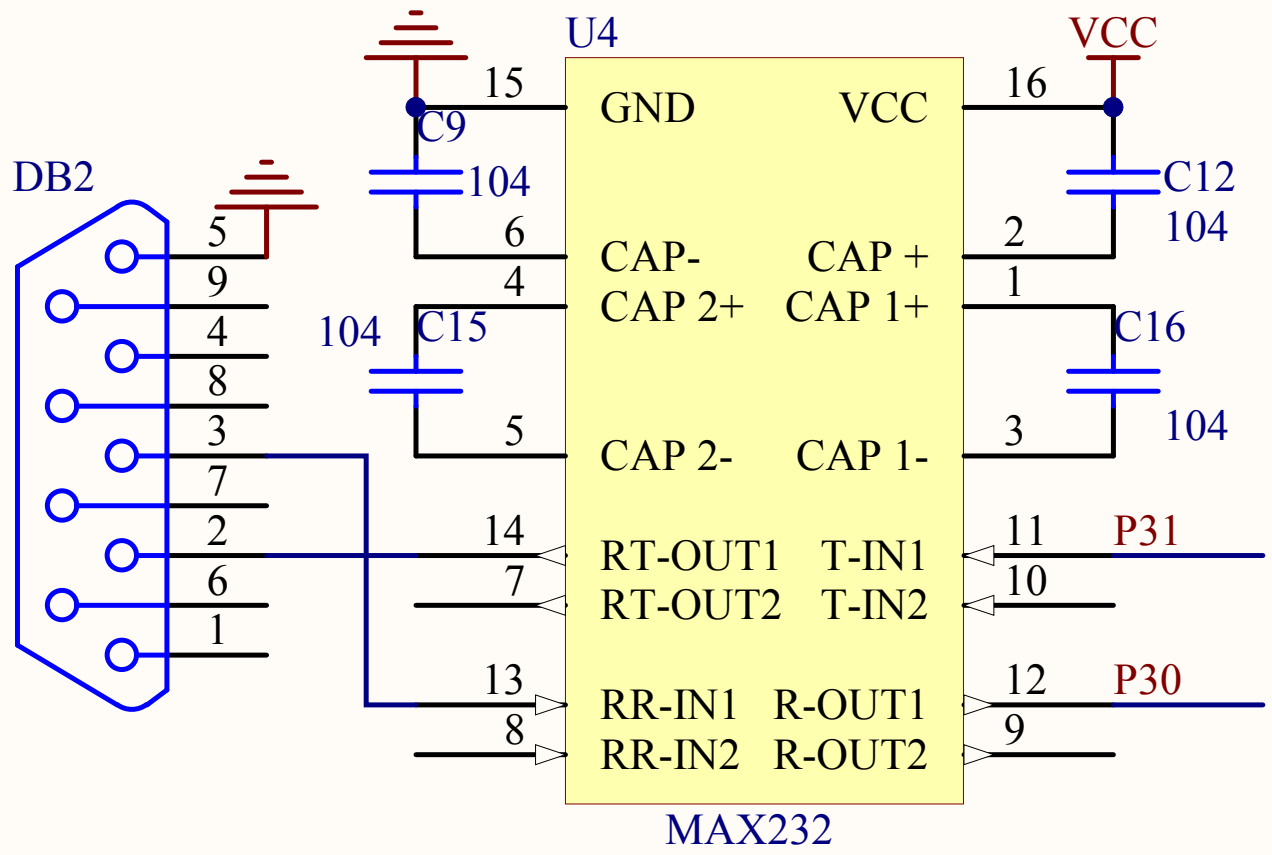 U4
VCC
15
GND
VCC
16
C9
104
C12
104
DB2
5
9
4
8
3
7
2
6
1
6
CAP-
CAP +
2
4
CAP 2+
CAP 1+
1
104
C15
C16
104
5
CAP 2-
CAP 1-
3
14
RT-OUT1
T-IN1
11
P31
7
RT-OUT2
T-IN2
10
13
RR-IN1
R-OUT1
12
P30
8
RR-IN2
R-OUT2
9
MAX232